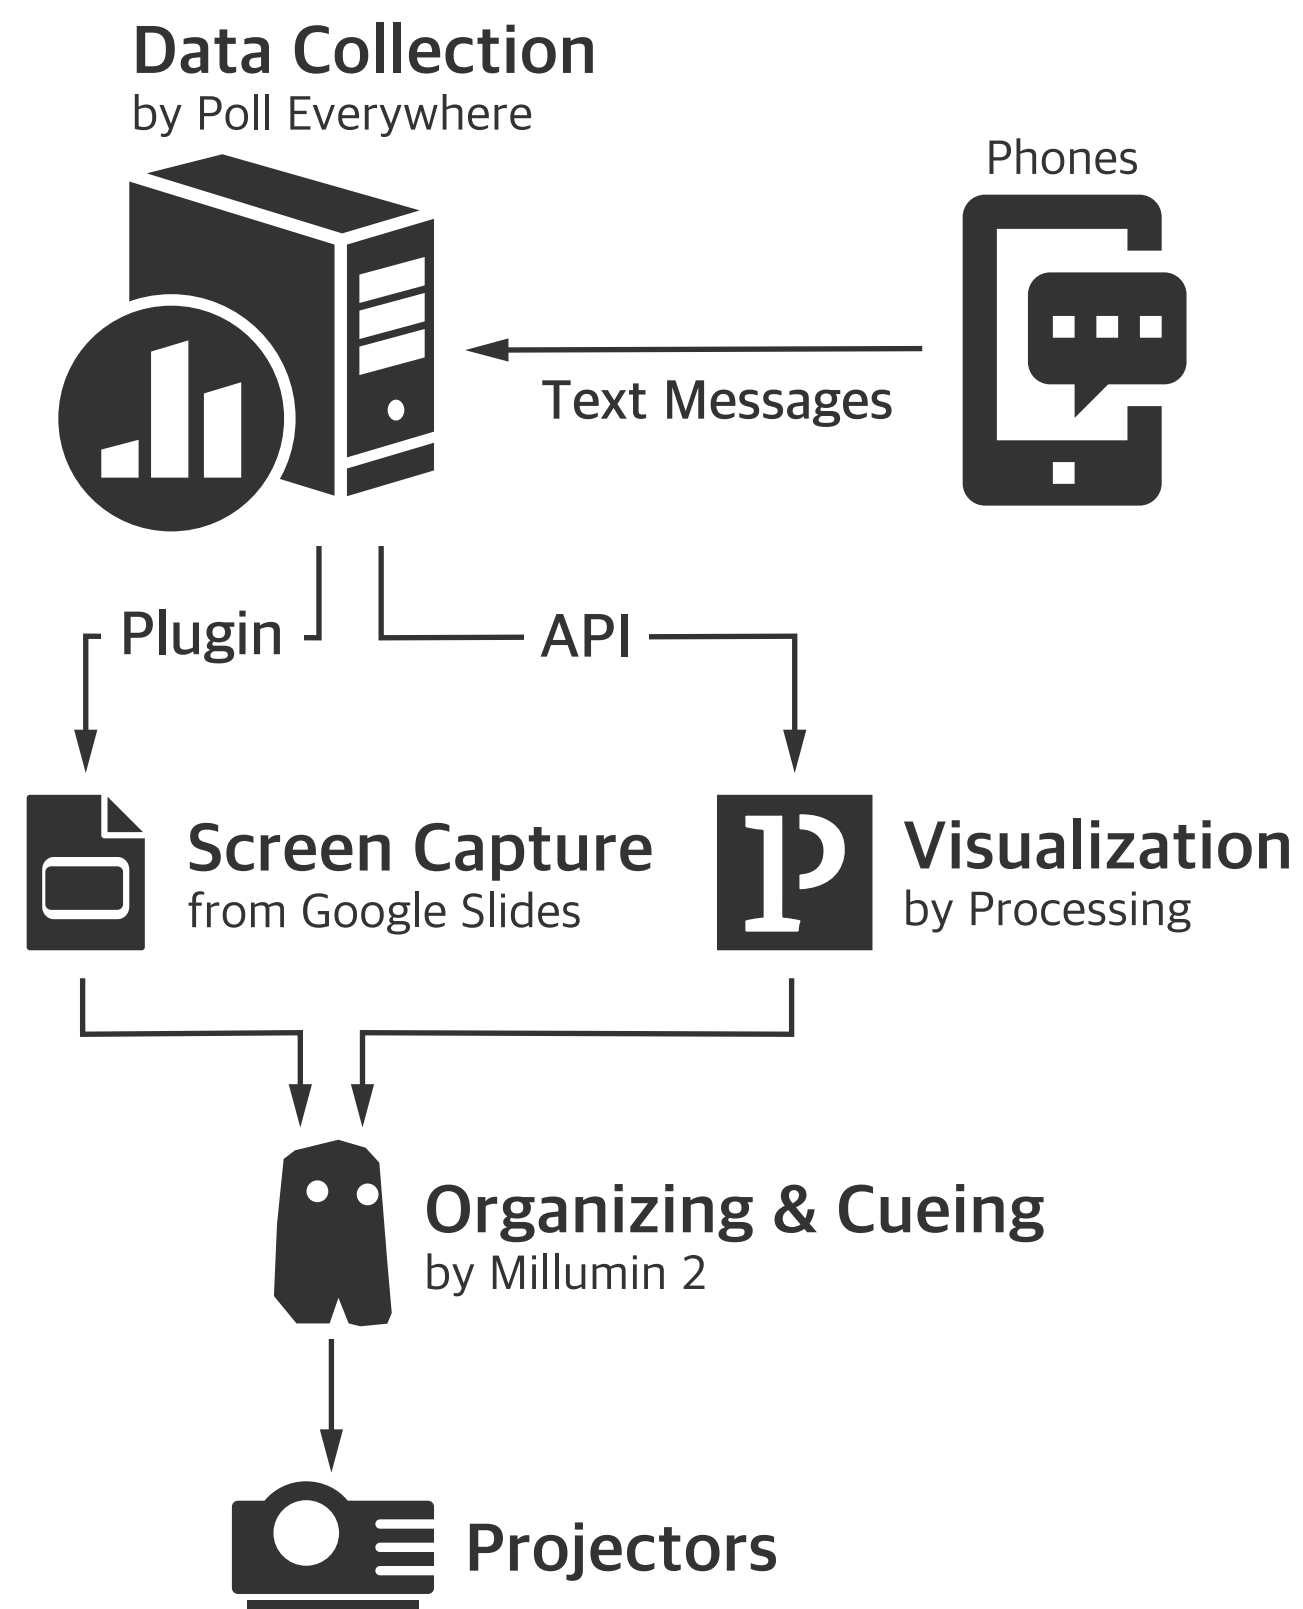 Data Collection
by Poll Everywhere
Phones
Text Messages
Plugin
API
Screen Capture
from Google Slides
Visualization
by Processing
Organizing & Cueing
by Millumin 2
Projectors